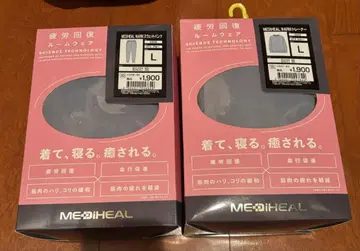 疲労回復
ルームウェア
SCIENCE TECHNOLOGY
L
1,900
着て、寝る。癒される。
疲労回復
血行促進
筋肉のハリ、コリの緩和
筋肉の疲れを軽減
MEDIHEAL
疲労回復
ルームウェア
SCIENCE TECHNOLOGY
L
1,900
着て、寝る。癒される。
疲労回復
血行促進
筋肉のハリ、コリの緩和
筋肉の疲れを軽減
MEDIHEAL